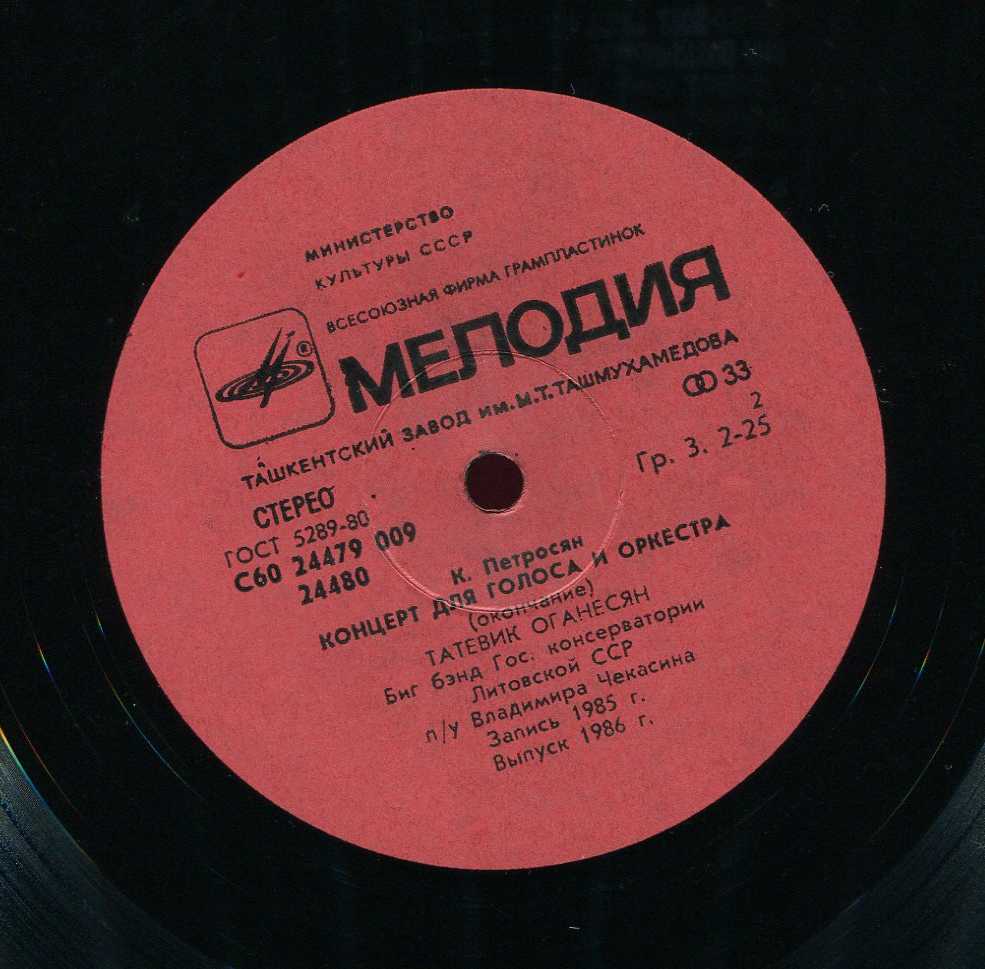 МИНИСТЕРСТВО
КУЛЬТУРЫ СССР
ВСЕСОЮЗНАЯ ФИРМА ГРАМПЛАСТИНОК
®
МЕЛОДИЯ
ТАШКЕНТСКИЙ ЗАВОД им. М.Т.ТАШМУХАМЕДОВА
СТЕРЕО
33
ГОСТ 5289-80
2
С60 24479 009
Гр. 3. 2-25
24480
К. Петросян
КОНЦЕРТ ДЛЯ ГОЛОСА И ОРКЕСТРА
(окончание)
ТАТЕВИК ОГАНЕСЯН
Биг бэнд Гос. консерватории
Литовской ССР
п/у Владимира Чекасина
Запись 1985 г.
Выпуск 1986 г.